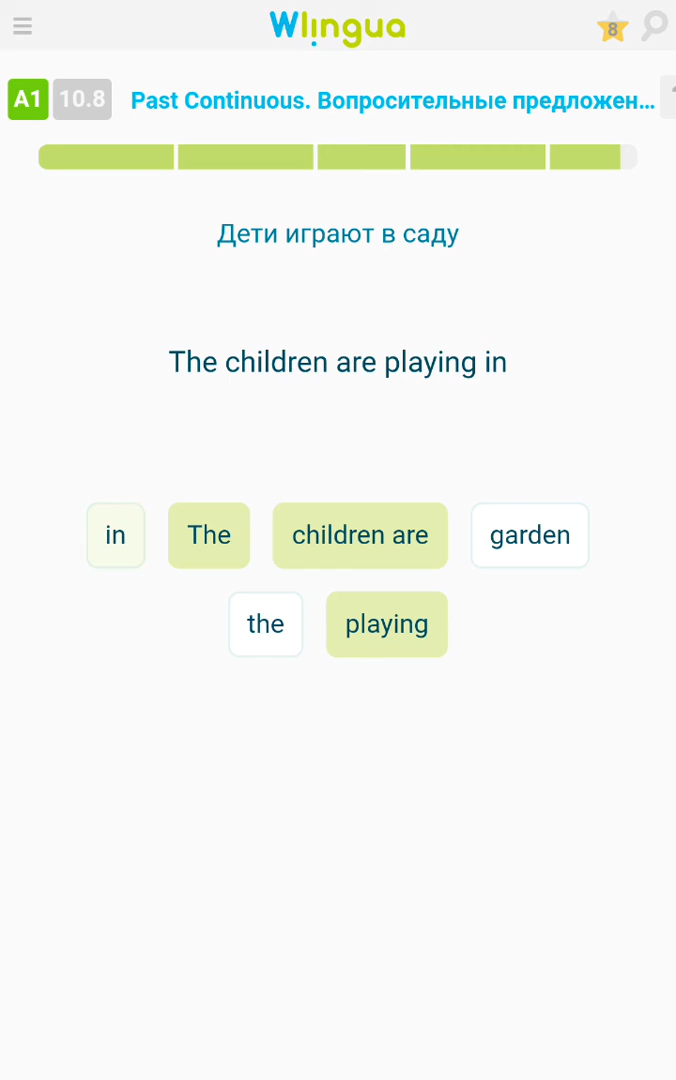 Wlingua
8
A1 10.8 Past Continuous. Вопросительные предложен...
Дети играют в саду
The children are playing in
in The children are garden
the playing